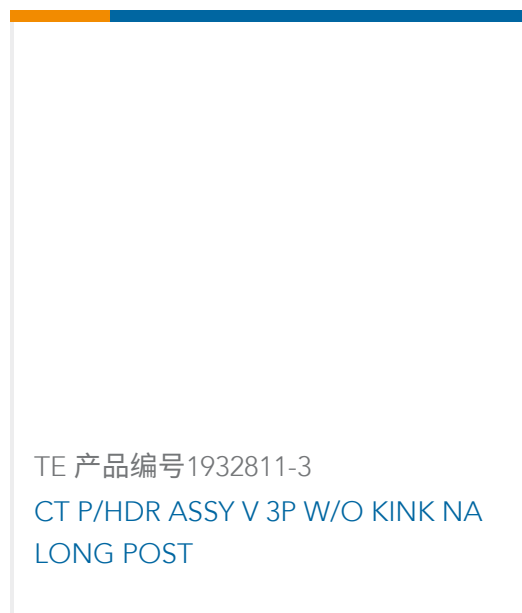 TE 产品编号1932811-3
CT P/HDR ASSY V 3P W/O KINK NA
LONG POST